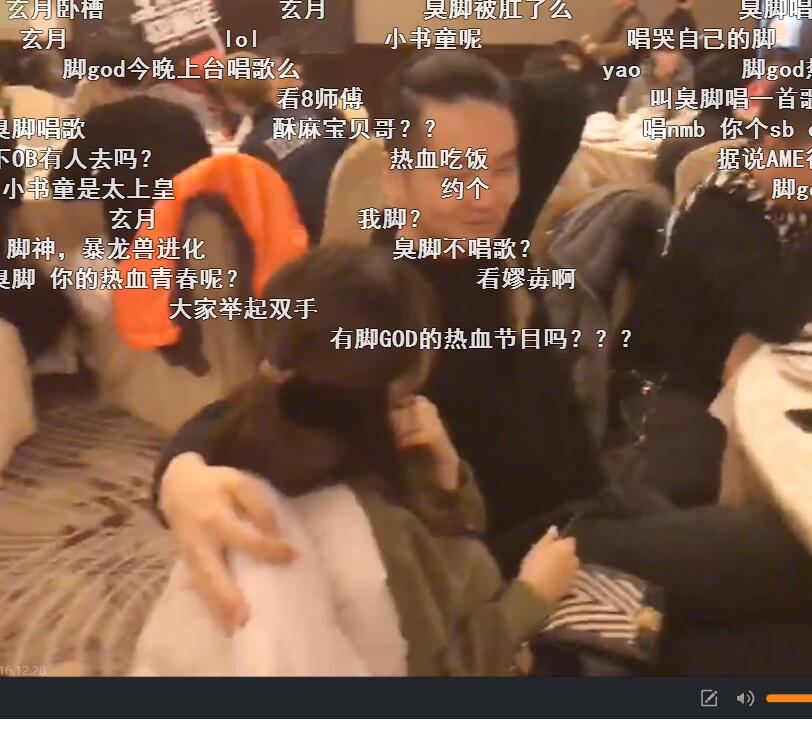 玄月卧槽 玄月 臭脚被肛了么 臭脚唱
玄月 lol 小书童呢 唱哭自己的脚
脚god今晚上台唱歌么 yao 脚god热
看8师傅 叫臭脚唱一首歌
臭脚唱歌 酥麻宝贝哥？？ 唱nmb 你个sb
下OB有人去吗？ 热血吃饭 据说AME
小书童是太上皇 约个 脚go
玄月 我脚？
脚神，暴龙兽进化 臭脚不唱歌？
臭脚 你的热血青春呢？ 看嫪毐啊
大家举起双手
有脚GOD的热血节目吗？？？
16.12.28